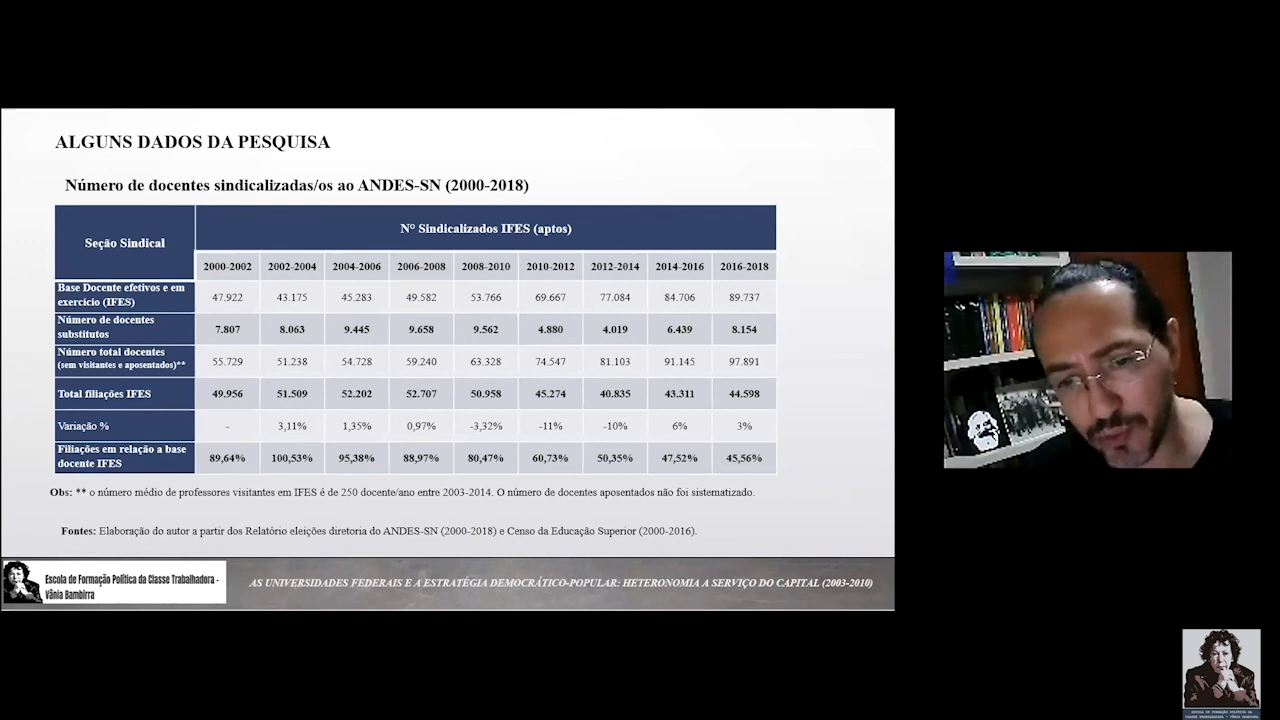 ALGUNS DADOS DA PESQUISA
Número de docentes sindicalizadas/os ao ANDES-SN (2000-2018)
Seção Sindical
Nº Sindicalizados IFES (aptos)
2000-2002 2002-2004 2004-2006 2006-2008 2008-2010 2010-2012 2012-2014 2014-2016 2016-2018
Base Docente efetivos e em
exercício (IFES)
47.922 43.175 45.283 49.582 53.766 69.667 77.084 84.706 89.737
Número de docentes
substitutos
7.807 8.063 9.445 9.658 9.562 4.880 4.019 6.439 8.154
Número total docentes
(sem visitantes e aposentados)**
55.729 51.238 54.728 59.240 63.328 74.547 81.103 91.145 97.891
Total filiações IFES 49.956 51.509 52.202 52.707 50.958 45.274 40.835 43.311 44.598
Variação % - 3,11% 1,35% 0,97% -3,32% -11% -10% 6% 3%
Filiações em relação a base
docente IFES
89,64% 100,53% 95,38% 88,97% 80,47% 60,73% 50,35% 47,52% 45,56%
Obs: ** o número médio de professores visitantes em IFES é de 250 docente/ano entre 2003-2014. O número de docentes aposentados não foi sistematizado.
Fontes: Elaboração do autor a partir dos Relatório eleições diretoria do ANDES-SN (2000-2018) e Censo da Educação Superior (2000-2016).
Escola de Formação Política da Classe Trabalhadora -
Vânia Bambirra
AS UNIVERSIDADES FEDERAIS E A ESTRATÉGIA DEMOCRÁTICO-POPULAR: HETERONOMIA A SERVIÇO DO CAPITAL (2003-2010)
ESCOLA DE FORMAÇÃO POLÍTICA DA
CLASSE TRABALHADORA - VÂNIA BAMBIRRA